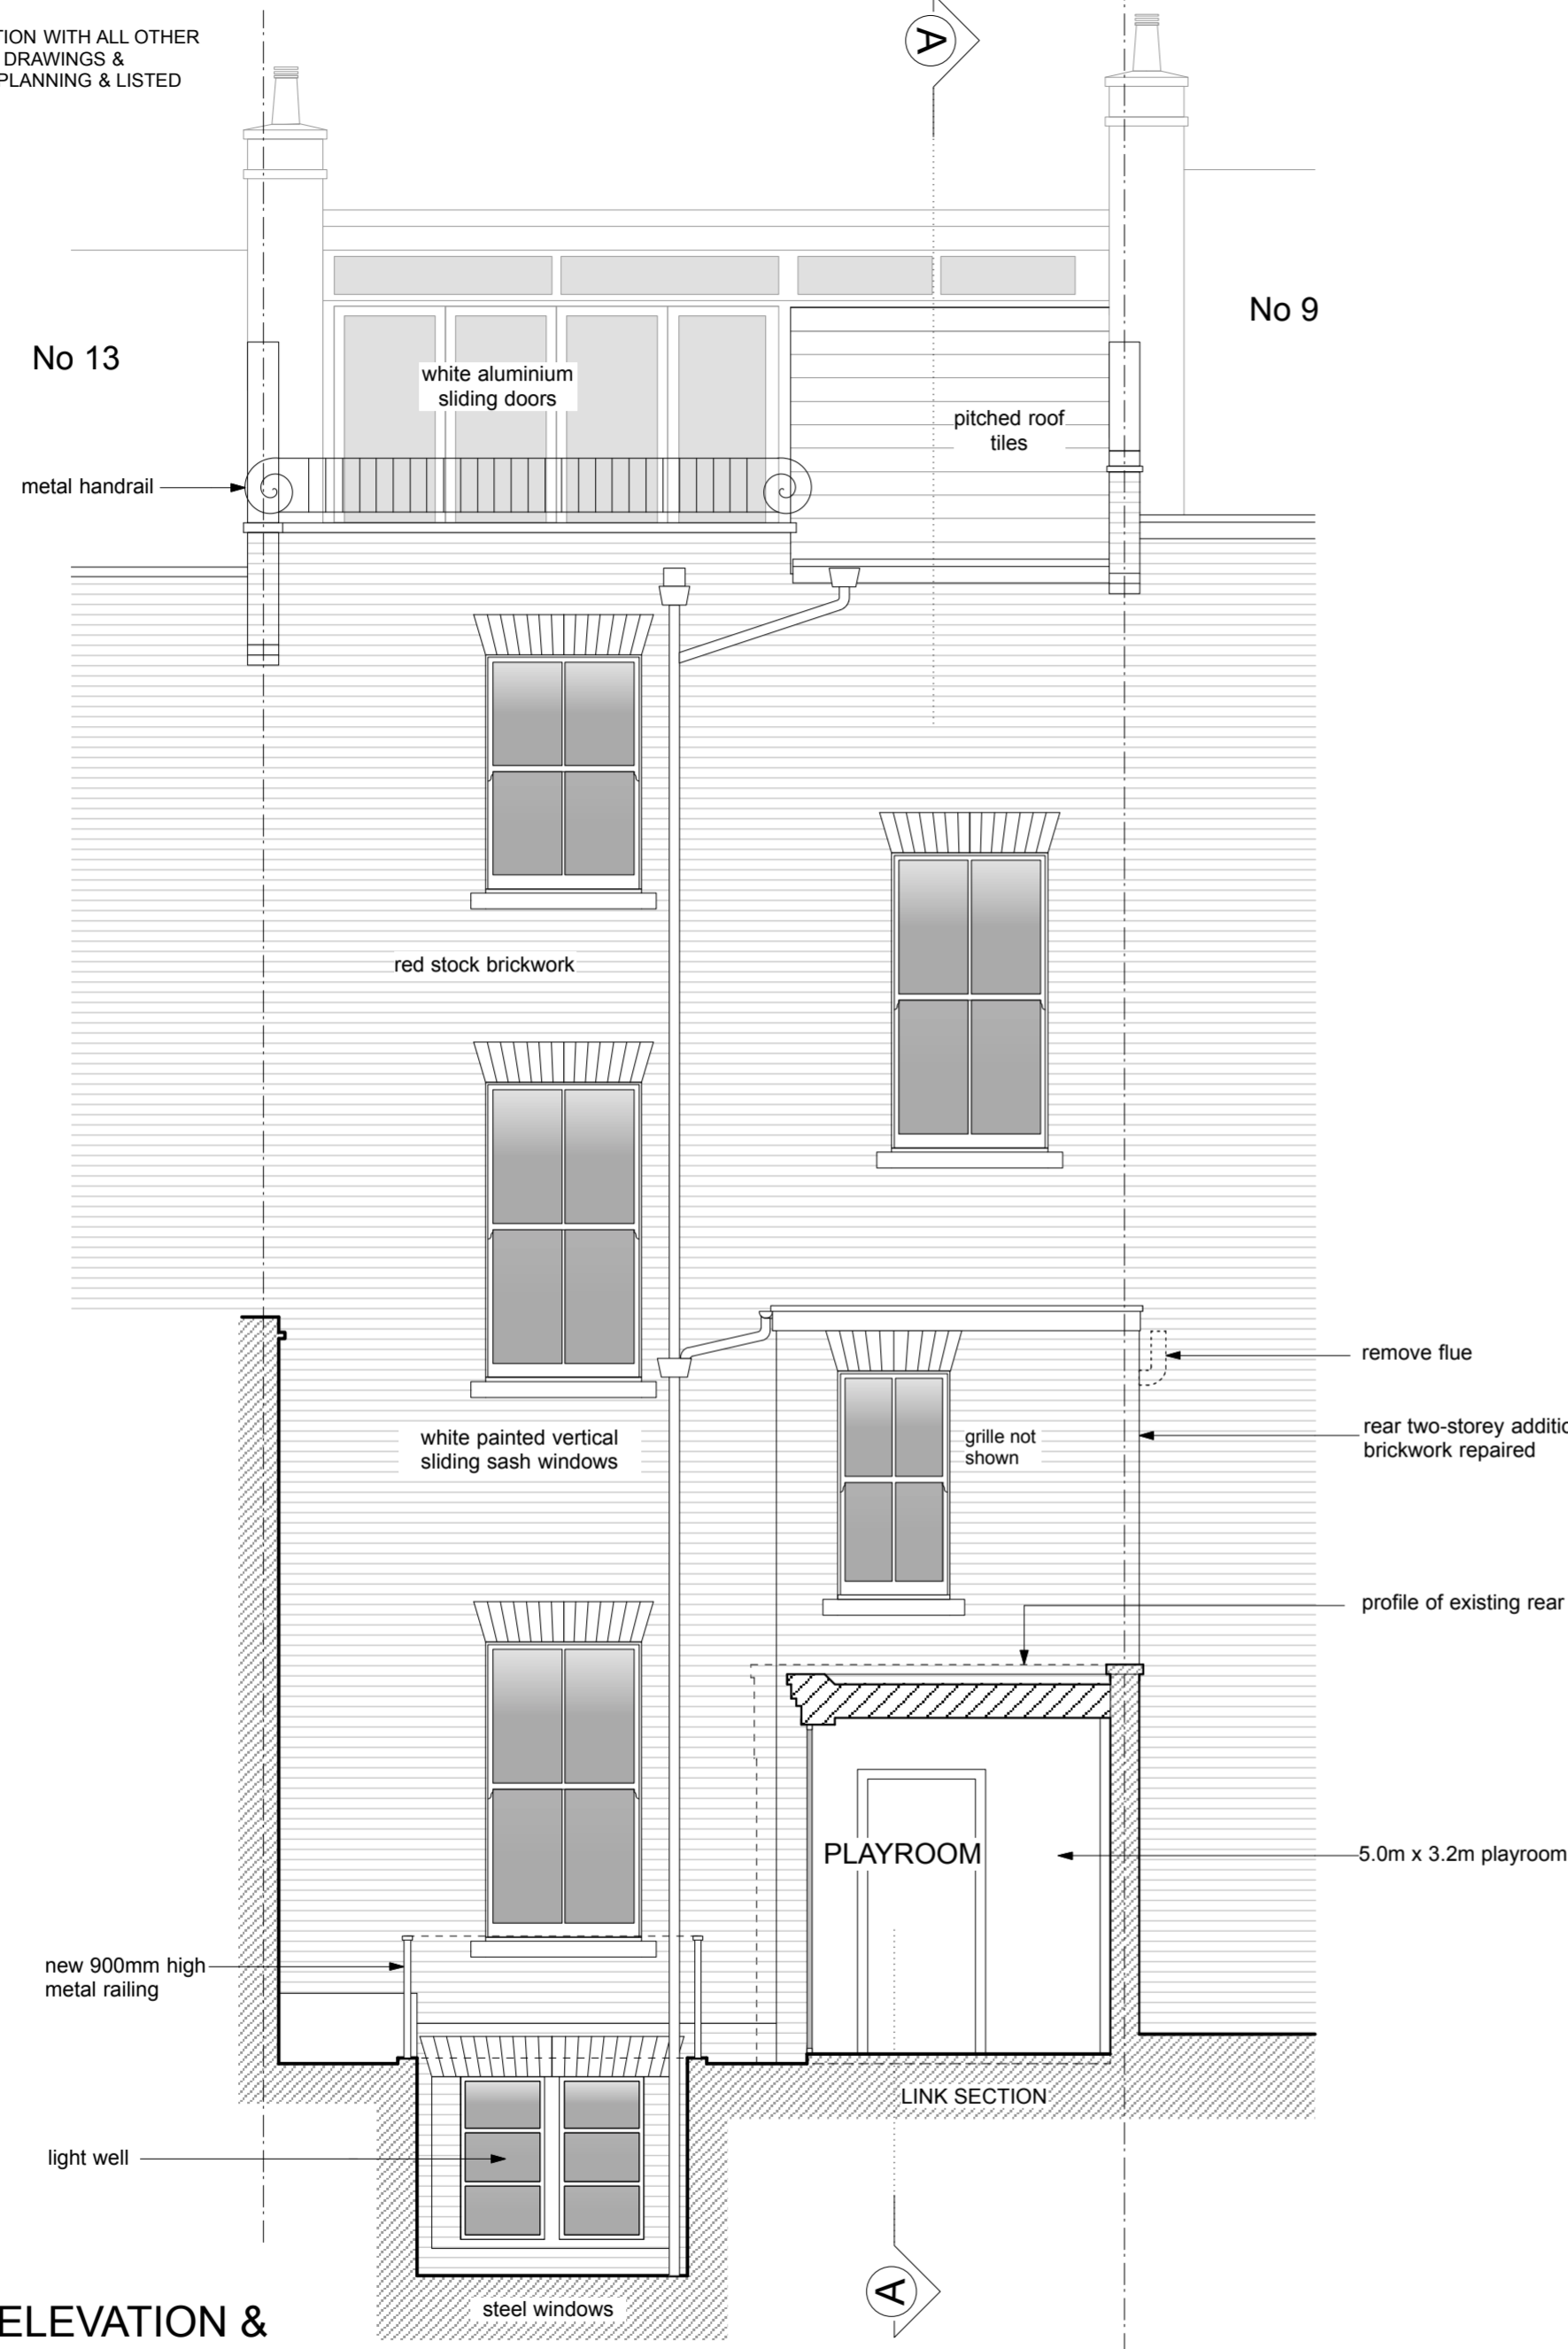 TION WITH ALL OTHER
DRAWINGS &
PLANNING & LISTED
A
No 9
No 13
white aluminium
sliding doors
pitched roof
tiles
metal handrail
red stock brickwork
remove flue
white painted vertical
sliding sash windows
grille not
shown
rear two-storey additio
brickwork repaired
profile of existing rear
PLAYROOM
5.0m x 3.2m playroom
new 900mm high
metal railing
LINK SECTION
light well
A
steel windows
ELEVATION &